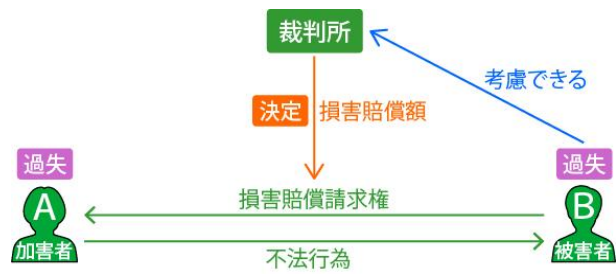 裁判所
考慮できる
決定 損害賠償額
過失
過失
A
加害者
損害賠償請求権
B
被害者
不法行為